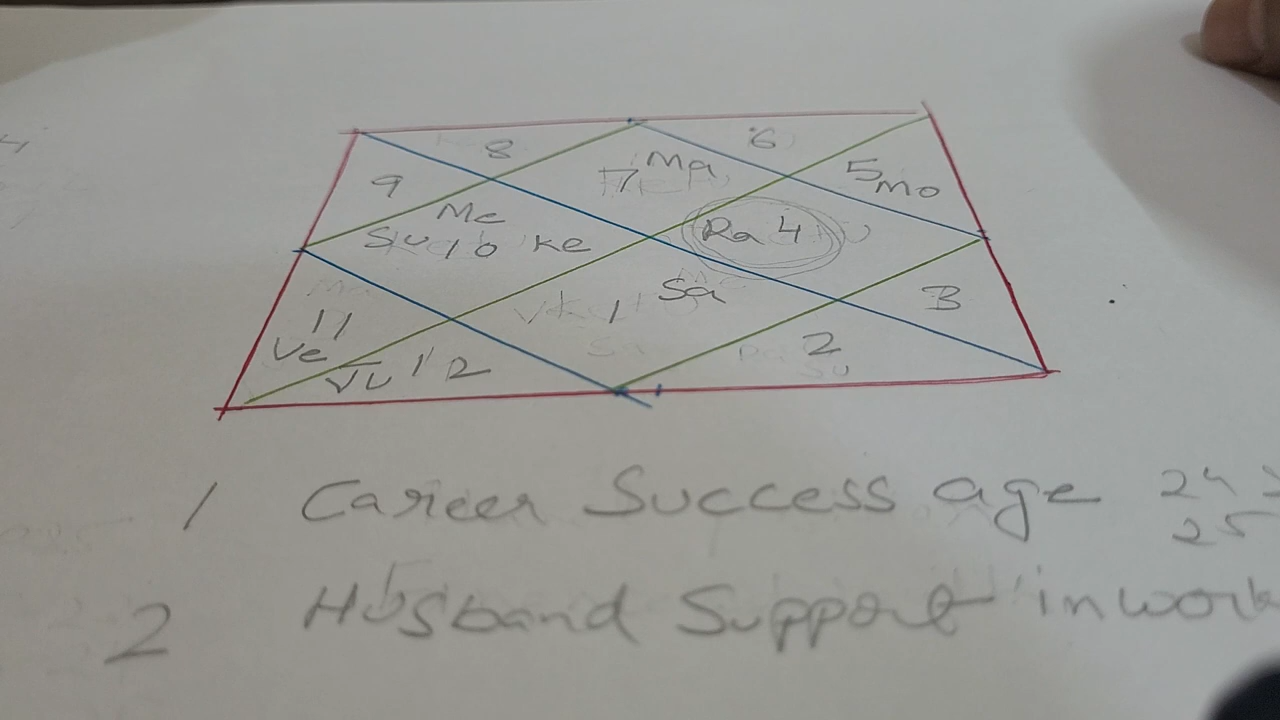 8 6
9 7 Ma 5 Mo
Me
Su 10 Ke Ra 4
Sa 3
11 1
Ve 2
Ju 12
1 Career Success age 24
25
2 Husband Support in work